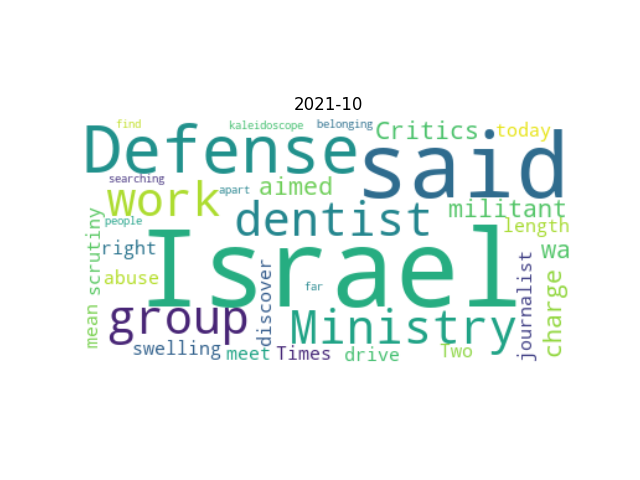 2021-10
find
kaleidoscope
belonging
Critics
today
Defense
said
searching
work
apart
aimed
militant
people
dentist
length
scrutiny
right
Israel
wa
abuse
discover
far
journalist
charge
mean
group
Ministry
swelling
meet
Times
drive
Two